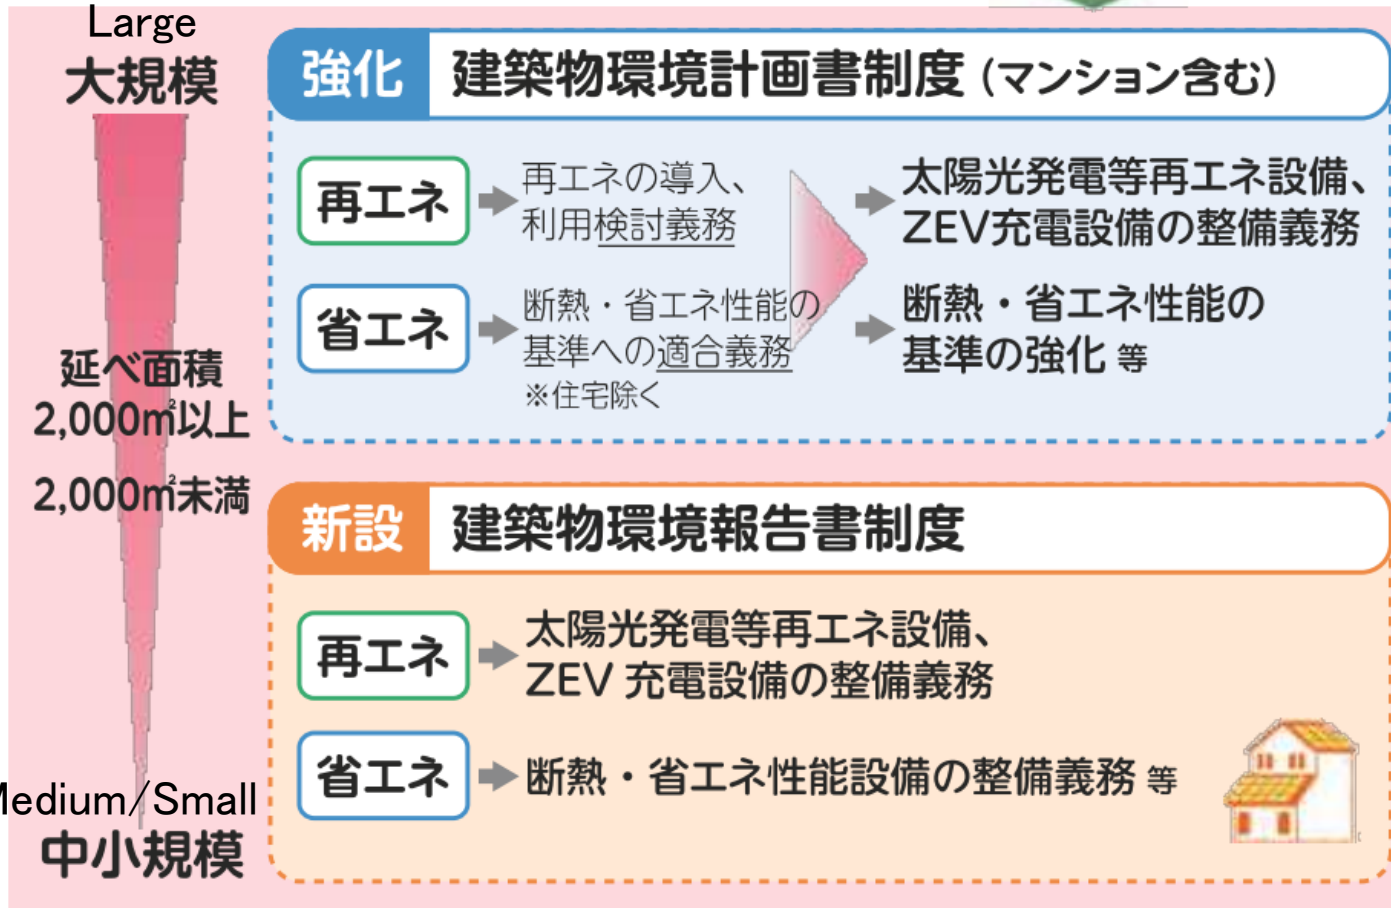 Large
大規模
延べ面積
2,000㎡以上
2,000㎡未満
Medium/Small
中小規模
強化 建築物環境計画書制度（マンション含む）
再エネ
再エネの導入、
利用検討義務
太陽光発電等再エネ設備、
ZEV充電設備の整備義務
省エネ
断熱・省エネ性能の
基準への適合義務
※住宅除く
断熱・省エネ性能の
基準の強化 等
新設 建築物環境報告書制度
再エネ
太陽光発電等再エネ設備、
ZEV 充電設備の整備義務
省エネ
断熱・省エネ性能設備の整備義務 等